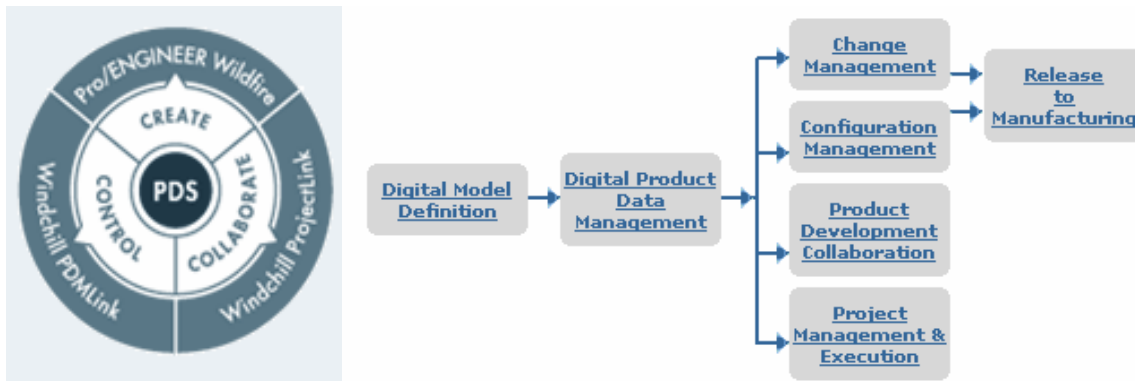 Pro/ENGINEER Wildfire
CREATE
PDS
CONTROL
COLLABORATE
Windchill PDMLink
Windchill ProjectLink
Digital Model
Definition
Digital Product
Data
Management
Change
Management
Configuration
Management
Product
Development
Collaboration
Project
Management &
Execution
Release
to
Manufacturing